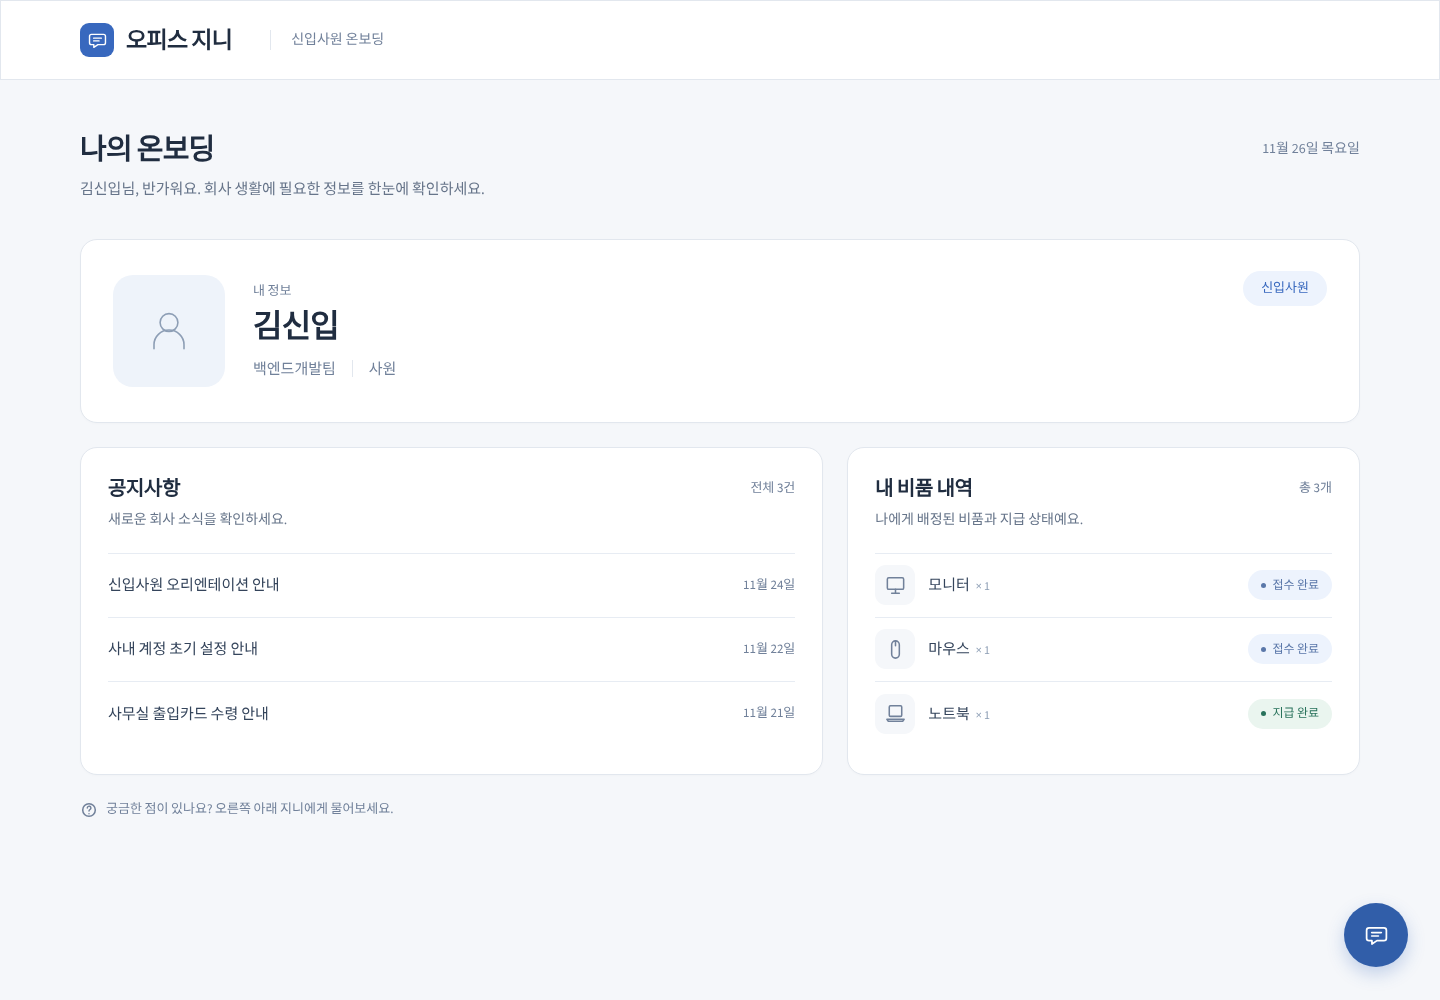 오피스 지니
신입사원 온보딩
나의 온보딩
11월 26일 목요일
김신입님, 반가워요. 회사 생활에 필요한 정보를 한눈에 확인하세요.
내 정보
신입사원
김신입
백엔드개발팀
사원
공지사항
전체 3건
새로운 회사 소식을 확인하세요.
신입사원 오리엔테이션 안내
11월 24일
사내 계정 초기 설정 안내
11월 22일
사무실 출입카드 수령 안내
11월 21일
내 비품 내역
총 3개
나에게 배정된 비품과 지급 상태예요.
모니터 × 1
접수 완료
마우스 × 1
접수 완료
노트북 × 1
지급 완료
궁금한 점이 있나요? 오른쪽 아래 지니에게 물어보세요.